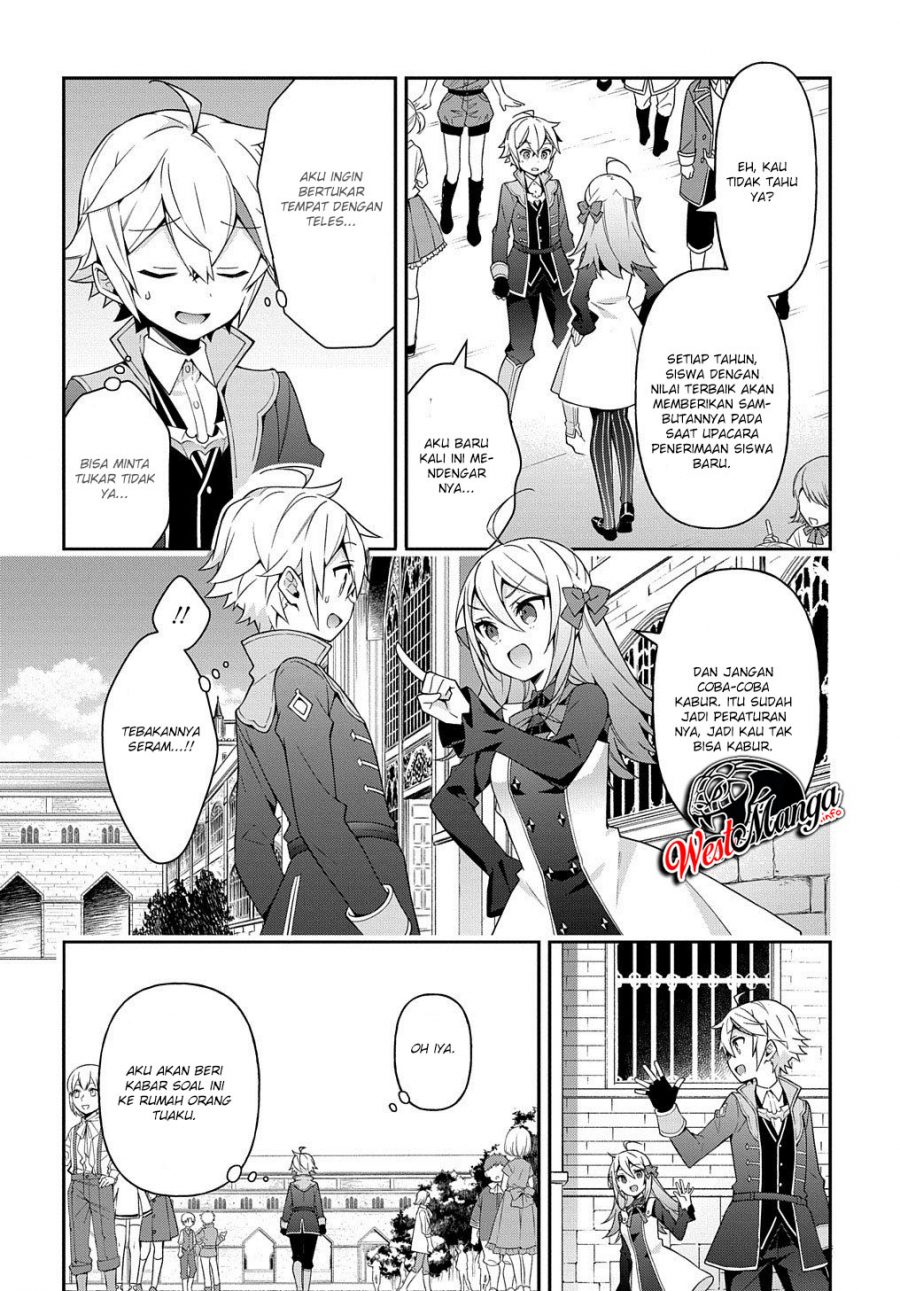 EH, KAU
TIDAK TAHU
YA?
SETIAP TAHUN,
SISWA DENGAN
NILAI TERBAIK AKAN
MEMBERIKAN SAM-
BUTANNYA PADA
SAAT UPACARA
PENERIMAAN SISWA
BARU.
AKU BARU
KALI INI ME-
NDENGAR
NYA...
AKU INGIN
BERTUKAR
TEMPAT DENGAN
TELES...
BISA MINTA
TUKAR TIDAK
YA...
DAN JANGAN
COBA-COBA
KABUR. ITU SUDAH
JADI PERATURAN
NYA, JADI KAU TAK
BISA KABUR.
!!
TEBAKANNYA
SERAM...!!
WestManga
.info
OH IYA.
AKU AKAN BERI
KABAR SOAL INI
KE RUMAH ORANG
TUAKU.